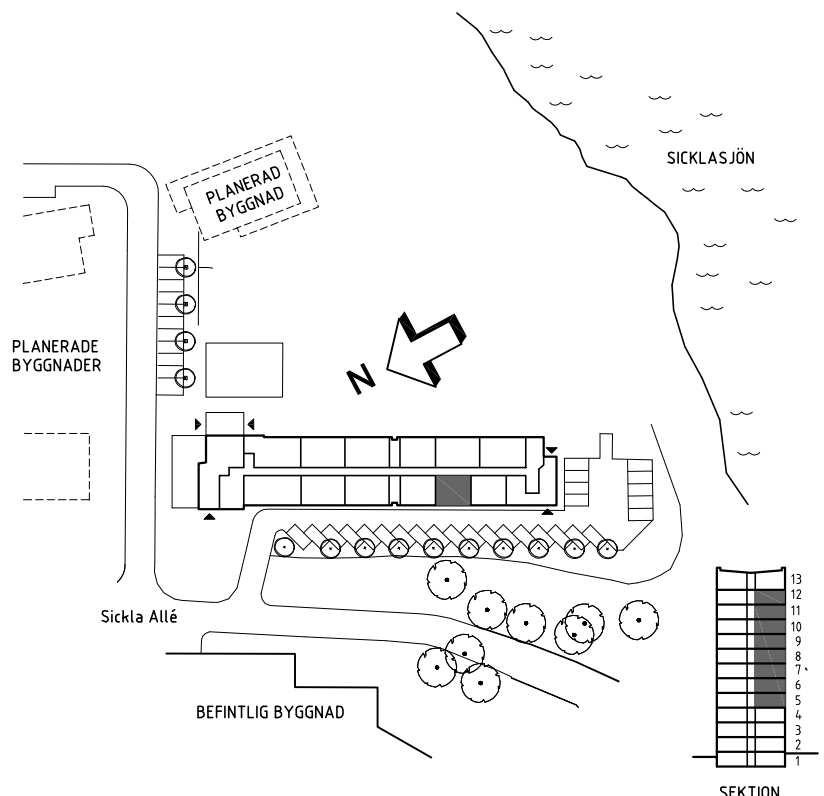 SICKLASJÖN
PLANERAD
BYGGNAD
PLANERADE
BYGGNADER
N
Sickla Allé
BEFINTLIG BYGGNAD
13
12
11
10
9
8
7
6
5
4
3
2
1
SEKTION